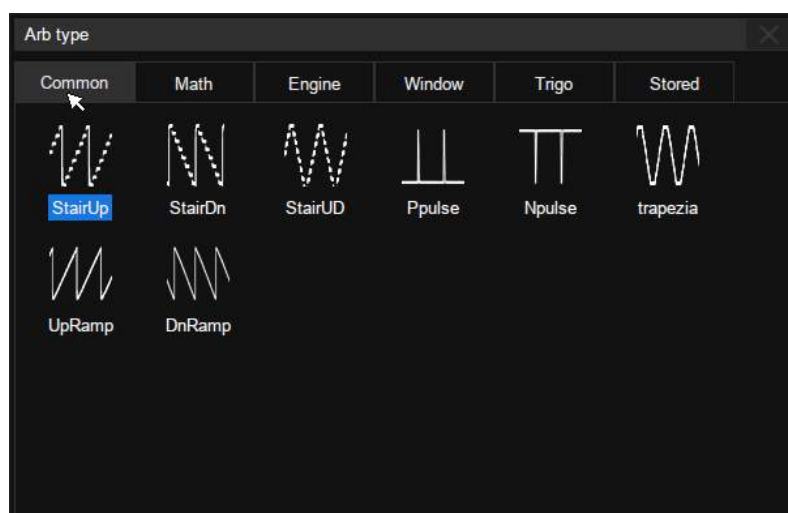 Arb type
Common Math Engine Window Trigo Stored
StairUp StairDn StairUD Ppulse Npulse trapezia
UpRamp DnRamp